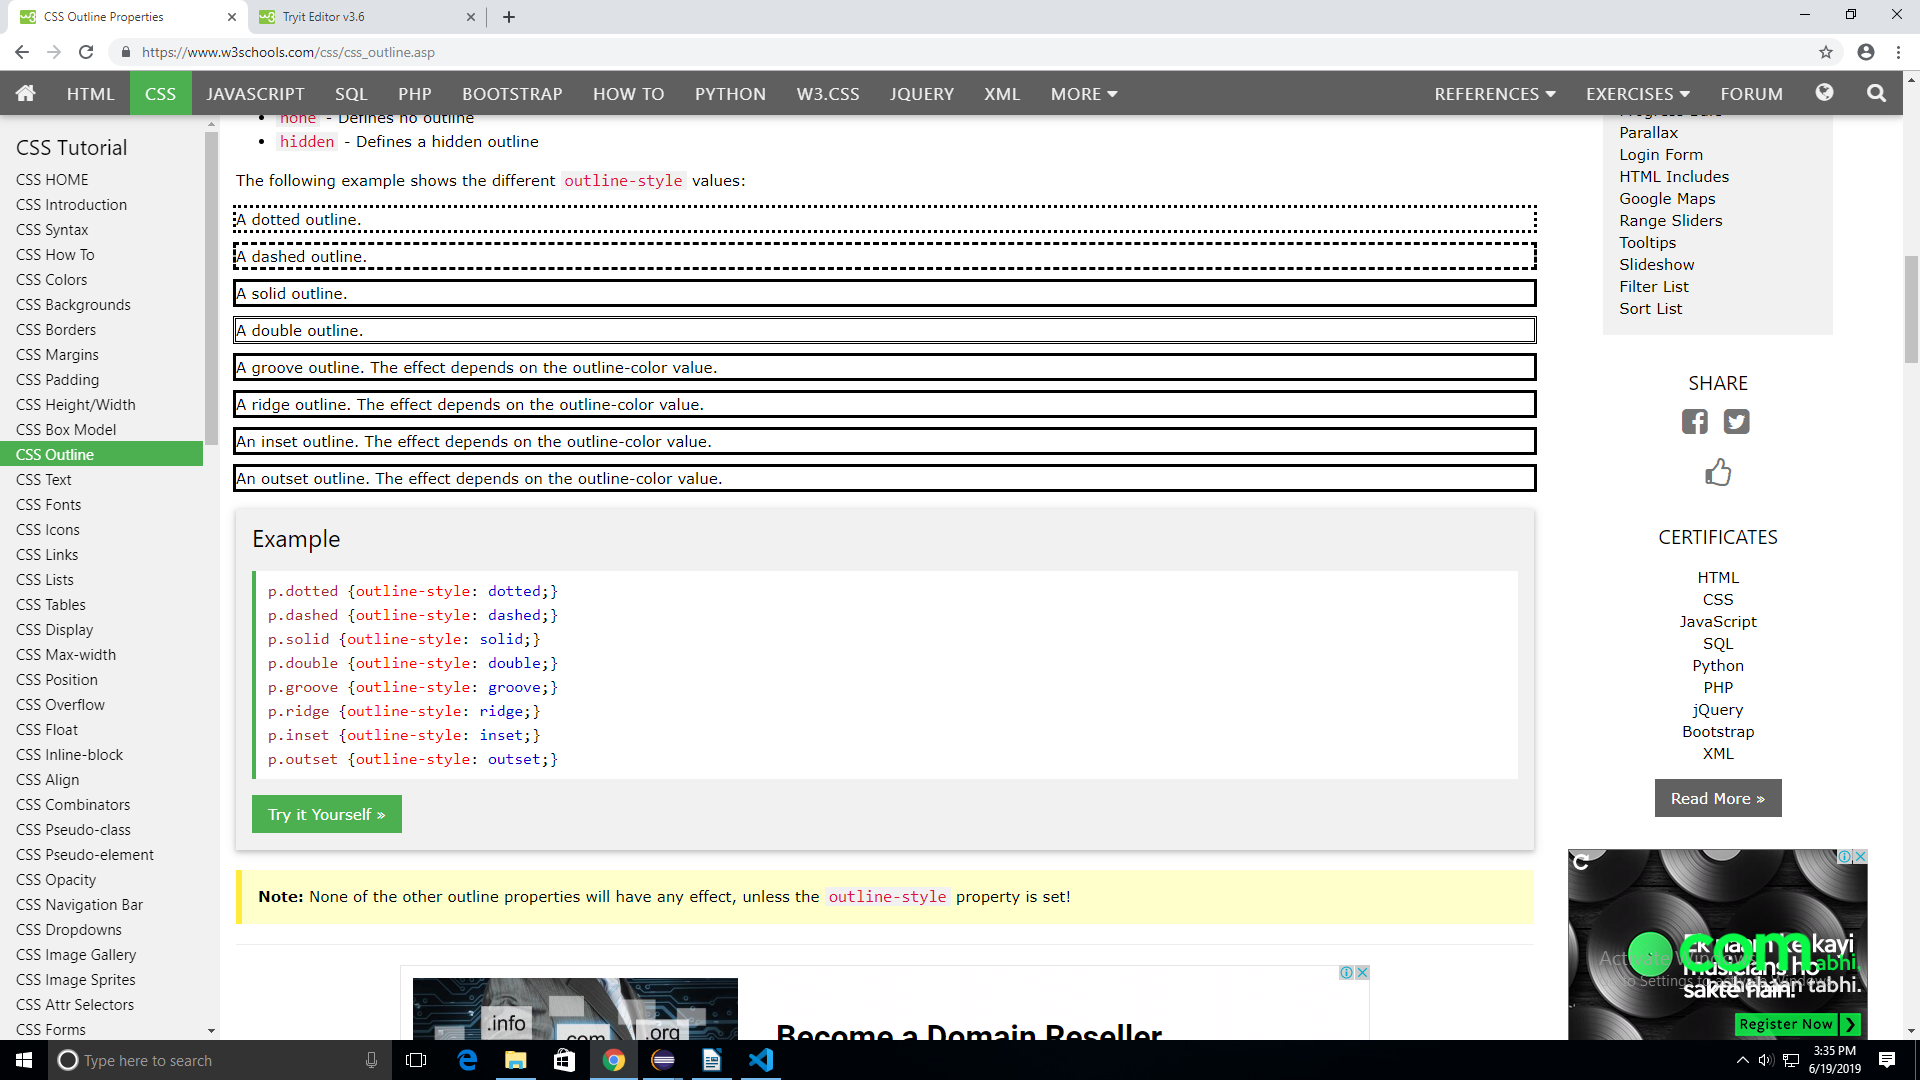 CSS Outline Properties
Tryit Editor v3.6
https://www.w3schools.com/css/css_outline.asp
HTML CSS JAVASCRIPT SQL PHP BOOTSTRAP HOW TO PYTHON W3.CSS JQUERY XML MORE REFERENCES EXERCISES FORUM
CSS Tutorial
CSS HOME
CSS Introduction
CSS Syntax
CSS How To
CSS Colors
CSS Backgrounds
CSS Borders
CSS Margins
CSS Padding
CSS Height/Width
CSS Box Model
CSS Outline
CSS Text
CSS Fonts
CSS Icons
CSS Links
CSS Lists
CSS Tables
CSS Display
CSS Max-width
CSS Position
CSS Overflow
CSS Float
CSS Inline-block
CSS Align
CSS Combinators
CSS Pseudo-class
CSS Pseudo-element
CSS Opacity
CSS Navigation Bar
CSS Dropdowns
CSS Image Gallery
CSS Image Sprites
CSS Attr Selectors
CSS Forms
none - Defines no outline
hidden - Defines a hidden outline
The following example shows the different outline-style values:
A dotted outline.
A dashed outline.
A solid outline.
A double outline.
A groove outline. The effect depends on the outline-color value.
A ridge outline. The effect depends on the outline-color value.
An inset outline. The effect depends on the outline-color value.
An outset outline. The effect depends on the outline-color value.
Example
p.dotted {outline-style: dotted;}
p.dashed {outline-style: dashed;}
p.solid {outline-style: solid;}
p.double {outline-style: double;}
p.groove {outline-style: groove;}
p.ridge {outline-style: ridge;}
p.inset {outline-style: inset;}
p.outset {outline-style: outset;}
Try it Yourself »
Note: None of the other outline properties will have any effect, unless the outline-style property is set!
.info
.com
.org
Become a Domain Reseller
Parallax
Login Form
HTML Includes
Google Maps
Range Sliders
Tooltips
Slideshow
Filter List
Sort List
SHARE
CERTIFICATES
HTML
CSS
JavaScript
SQL
Python
PHP
jQuery
Bootstrap
XML
Read More »
Ek naam ke kayi
musicians ho
sakte hain!
com
abhi.
pehchaan tabhi.
Register Now
Type here to search
3:35 PM
6/19/2019